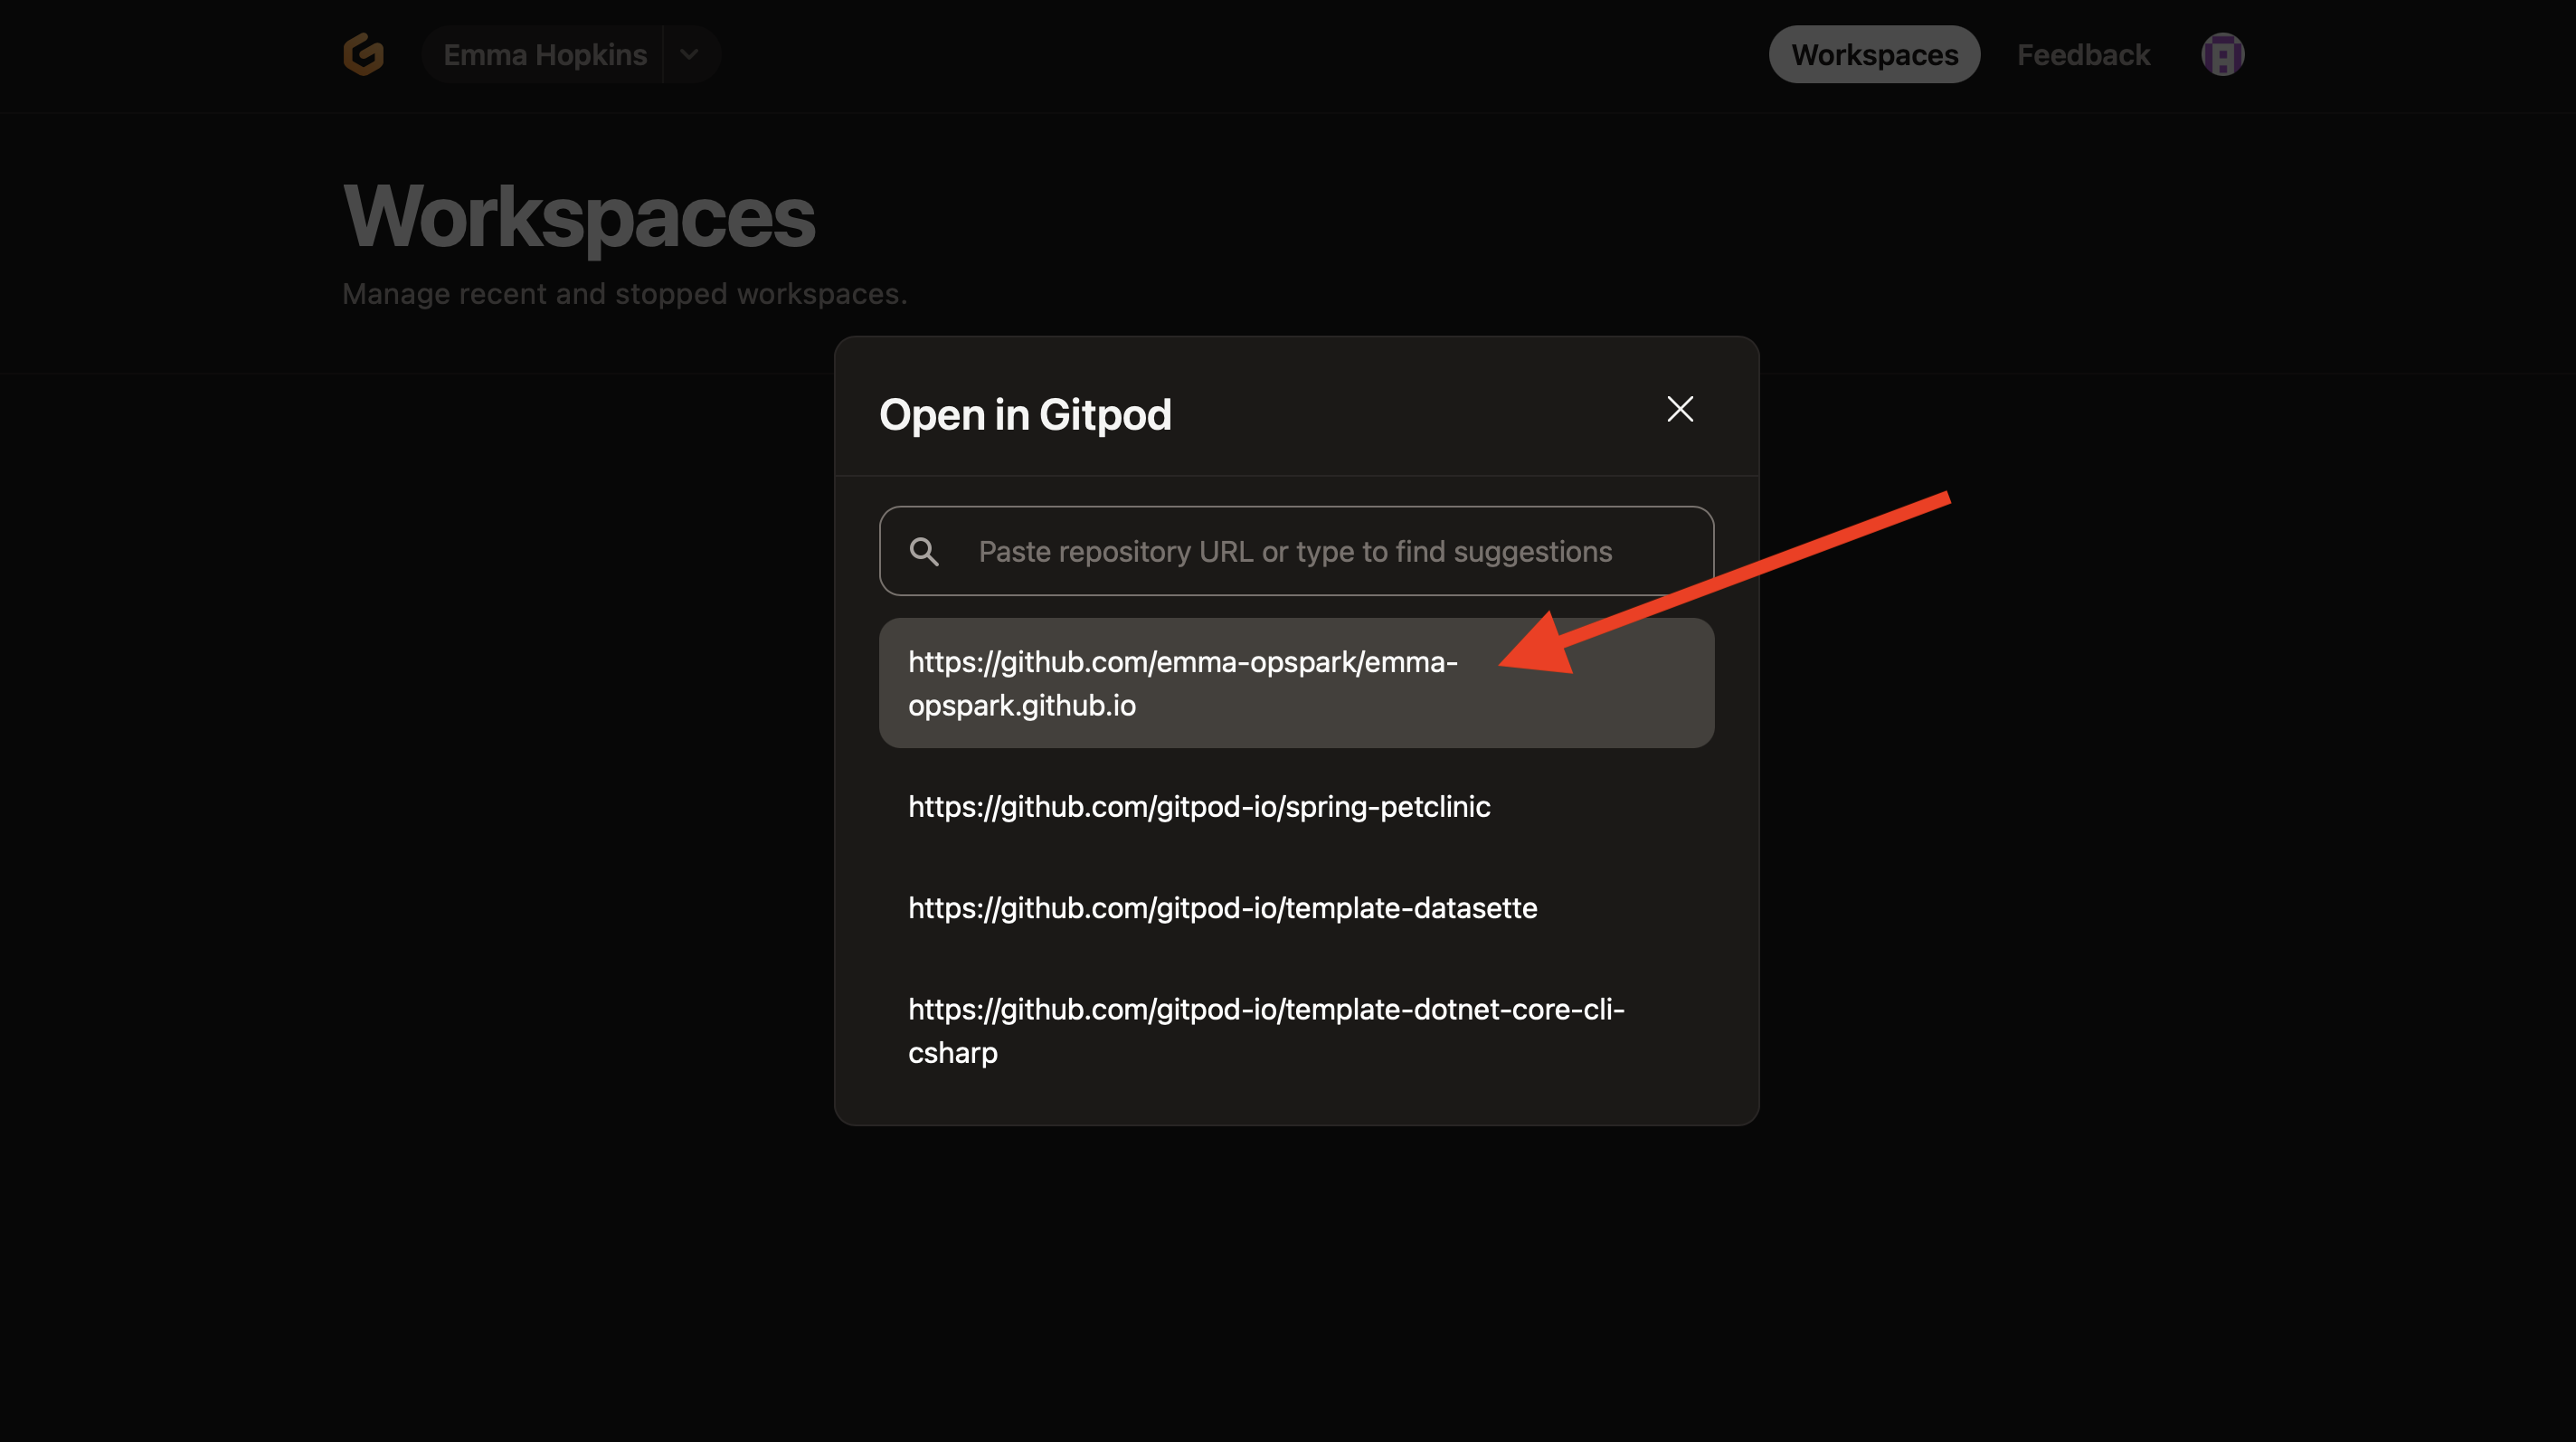 Emma Hopkins
Workspaces
Feedback
Workspaces
Manage recent and stopped workspaces.
Open in Gitpod
Paste repository URL or type to find suggestions
https://github.com/emma-opspark/emma-
opspark.github.io
https://github.com/gitpod-io/spring-petclinic
https://github.com/gitpod-io/template-datasette
https://github.com/gitpod-io/template-dotnet-core-cli-
csharp